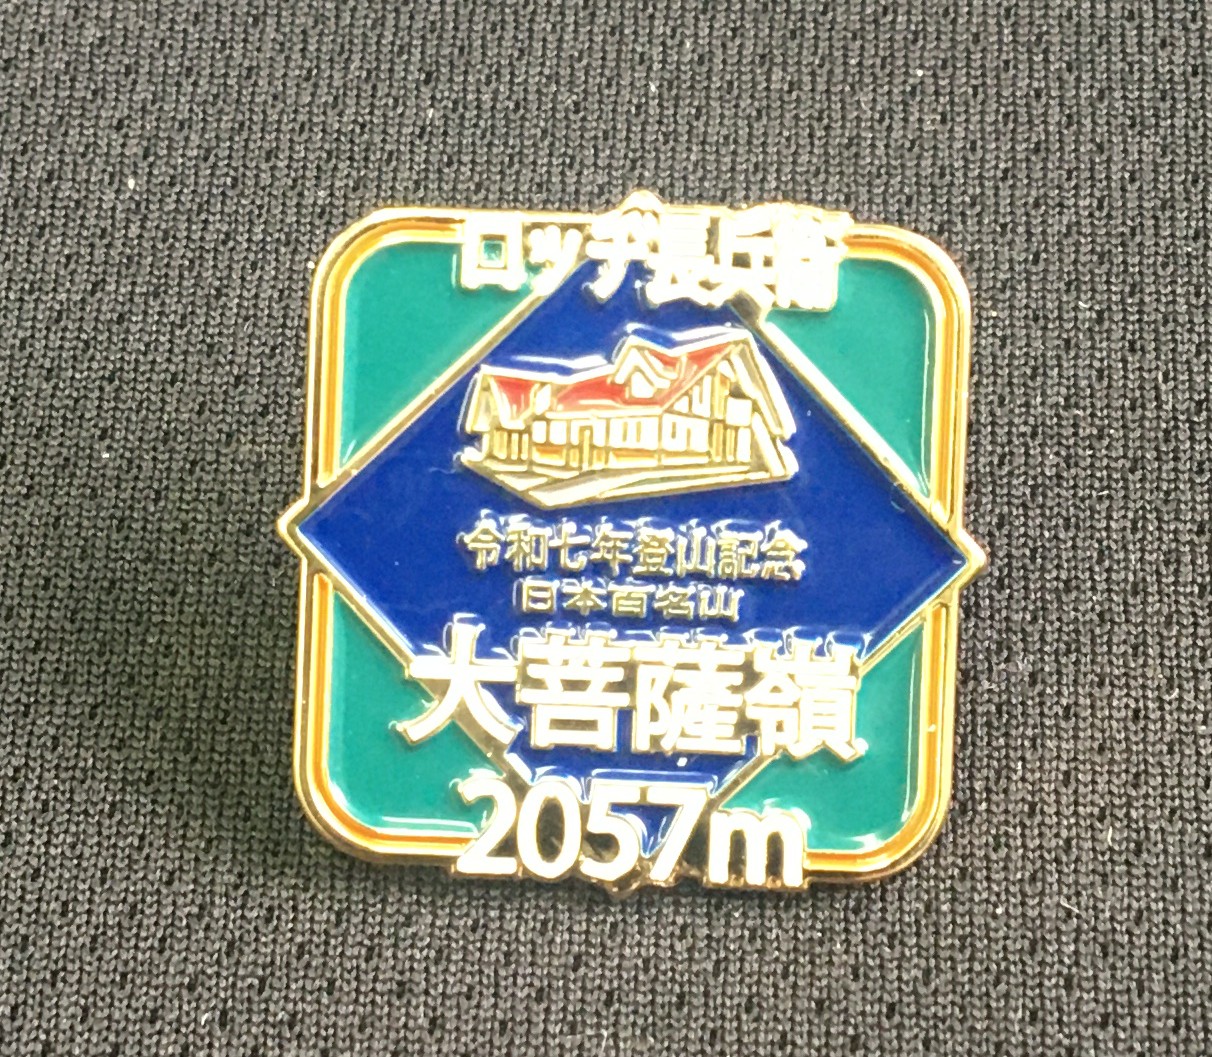 ロッヂ長兵衛
令和七年登山記念
日本百名山
大菩薩嶺
2057m